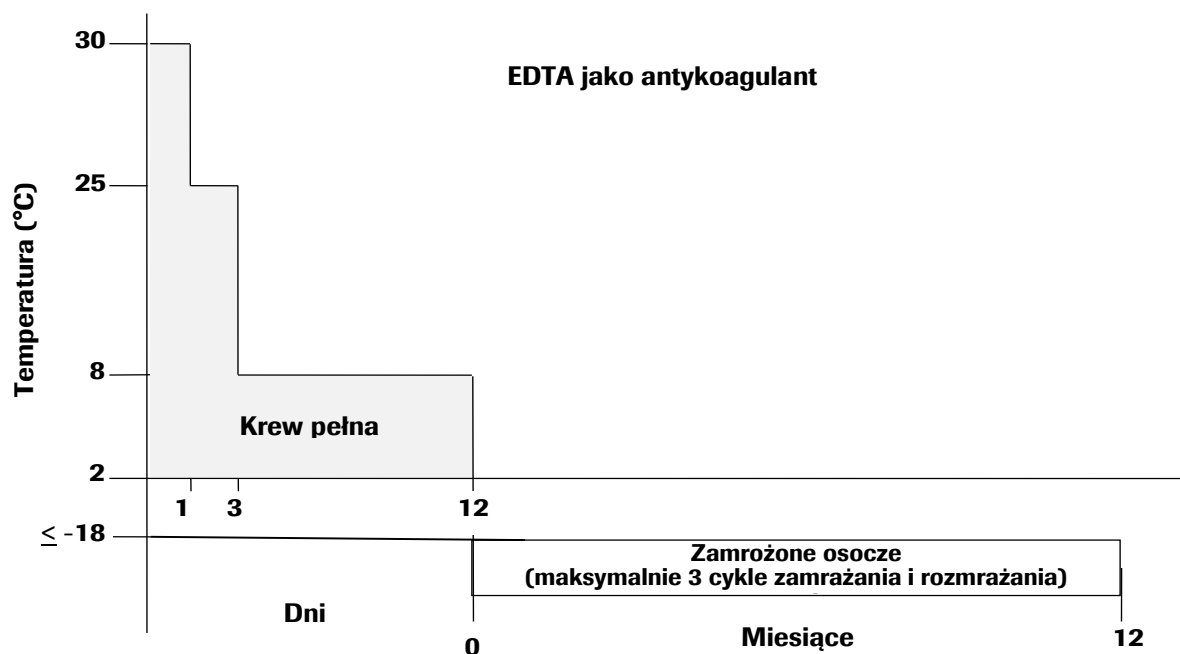 30
EDTA jako antykoagulant
25
Temperatura (°C)
8
Krew pełna
2
1 3 12
≤ -18
Zamrożone osocze
(maksymalnie 3 cykle zamrażania i rozmrażania)
Dni
0 Miesiące 12